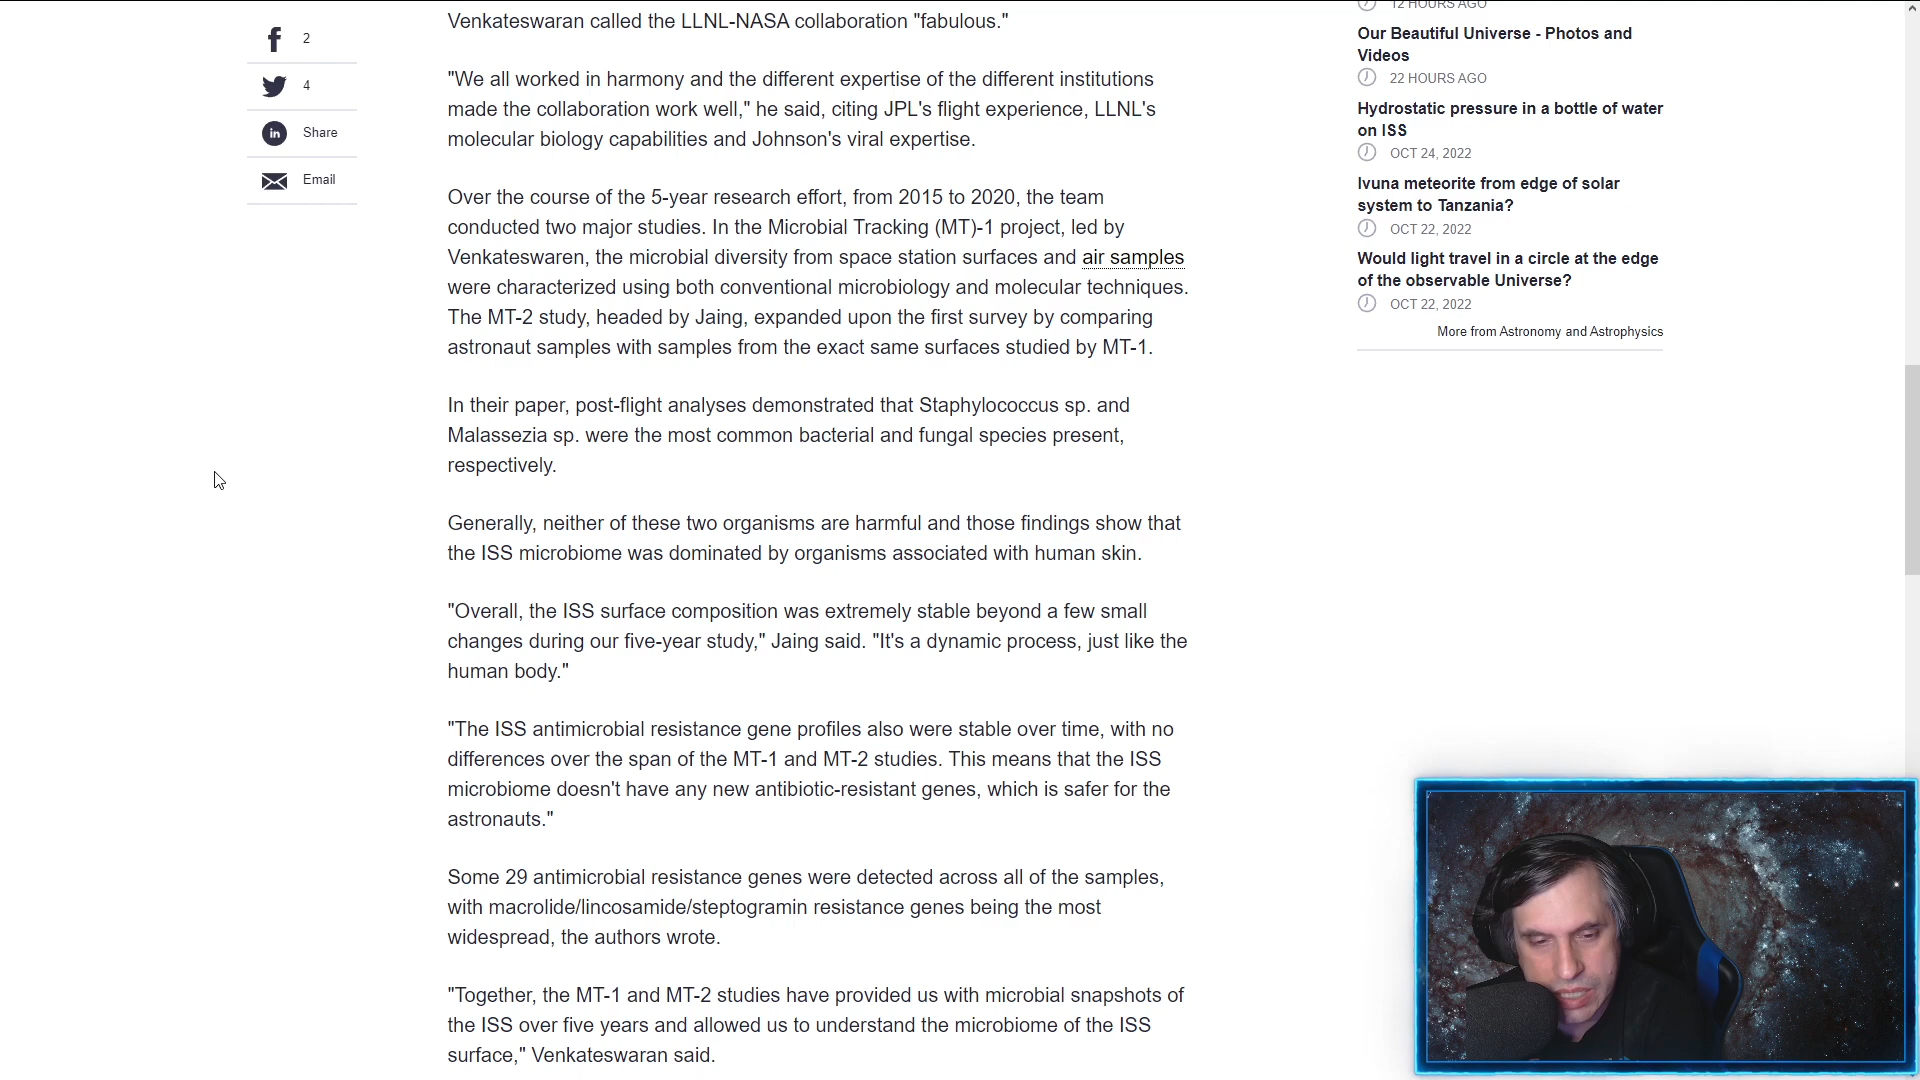 2
4
Share
Email
Venkateswaran called the LLNL-NASA collaboration "fabulous."
"We all worked in harmony and the different expertise of the different institutions
made the collaboration work well," he said, citing JPL's flight experience, LLNL's
molecular biology capabilities and Johnson's viral expertise.
Over the course of the 5-year research effort, from 2015 to 2020, the team
conducted two major studies. In the Microbial Tracking (MT)-1 project, led by
Venkateswaren, the microbial diversity from space station surfaces and air samples
were characterized using both conventional microbiology and molecular techniques.
The MT-2 study, headed by Jaing, expanded upon the first survey by comparing
astronaut samples with samples from the exact same surfaces studied by MT-1.
In their paper, post-flight analyses demonstrated that Staphylococcus sp. and
Malassezia sp. were the most common bacterial and fungal species present,
respectively.
Generally, neither of these two organisms are harmful and those findings show that
the ISS microbiome was dominated by organisms associated with human skin.
"Overall, the ISS surface composition was extremely stable beyond a few small
changes during our five-year study," Jaing said. "It's a dynamic process, just like the
human body."
"The ISS antimicrobial resistance gene profiles also were stable over time, with no
differences over the span of the MT-1 and MT-2 studies. This means that the ISS
microbiome doesn't have any new antibiotic-resistant genes, which is safer for the
astronauts."
Some 29 antimicrobial resistance genes were detected across all of the samples,
with macrolide/lincosamide/steptogramin resistance genes being the most
widespread, the authors wrote.
"Together, the MT-1 and MT-2 studies have provided us with microbial snapshots of
the ISS over five years and allowed us to understand the microbiome of the ISS
surface," Venkateswaran said.
12 HOURS AGO
Our Beautiful Universe - Photos and
Videos
22 HOURS AGO
Hydrostatic pressure in a bottle of water
on ISS
OCT 24, 2022
Ivuna meteorite from edge of solar
system to Tanzania?
OCT 22, 2022
Would light travel in a circle at the edge
of the observable Universe?
OCT 22, 2022
More from Astronomy and Astrophysics